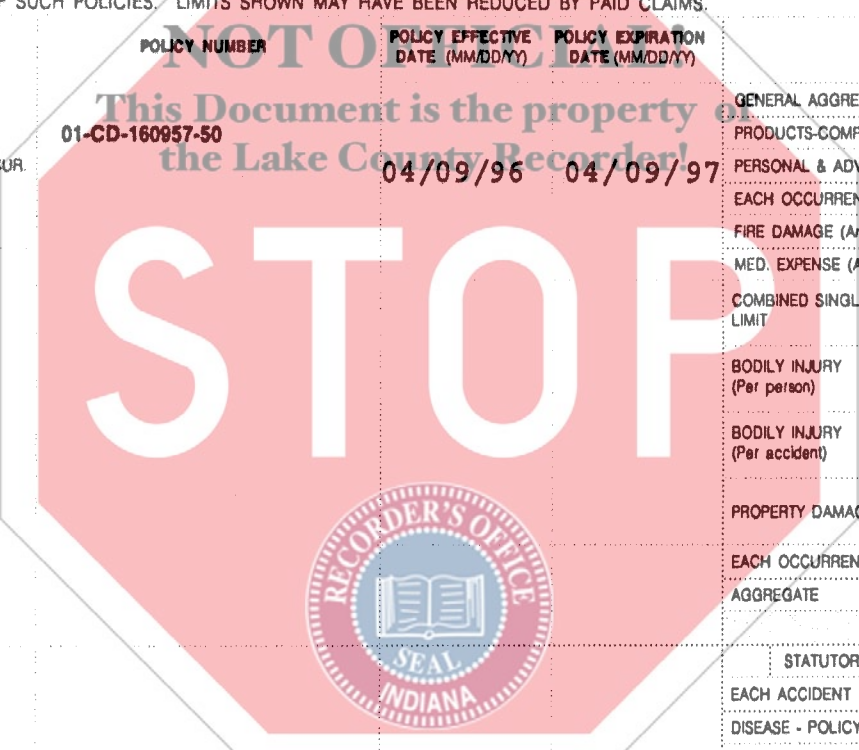 SUCH POLICIES. LIMITS SHOWN MAY HAVE BEEN REDUCED BY PAID CLAIMS.
POLICY NUMBER
POLICY EFFECTIVE DATE (MM/DD/YY)
POLICY EXPIRATION DATE (MM/DD/YY)
NOT OFFICIAL!
This Document is the property of
the Lake County Recorder!
GENERAL AGGRE
01-CD-160957-50
PRODUCTS-COMP
UR.
04/09/96 04/09/97
PERSONAL & ADV
EACH OCCURREN
FIRE DAMAGE (A
MED. EXPENSE (A
COMBINED SINGL
LIMIT
STOP
BODILY INJURY
(Per person)
BODILY INJURY
(Per accident)
PROPERTY DAMAG
EACH OCCURREN
AGGREGATE
RECORDER'S OFFICE
SEAL
INDIANA
STATUTOR
EACH ACCIDENT
DISEASE - POLICY